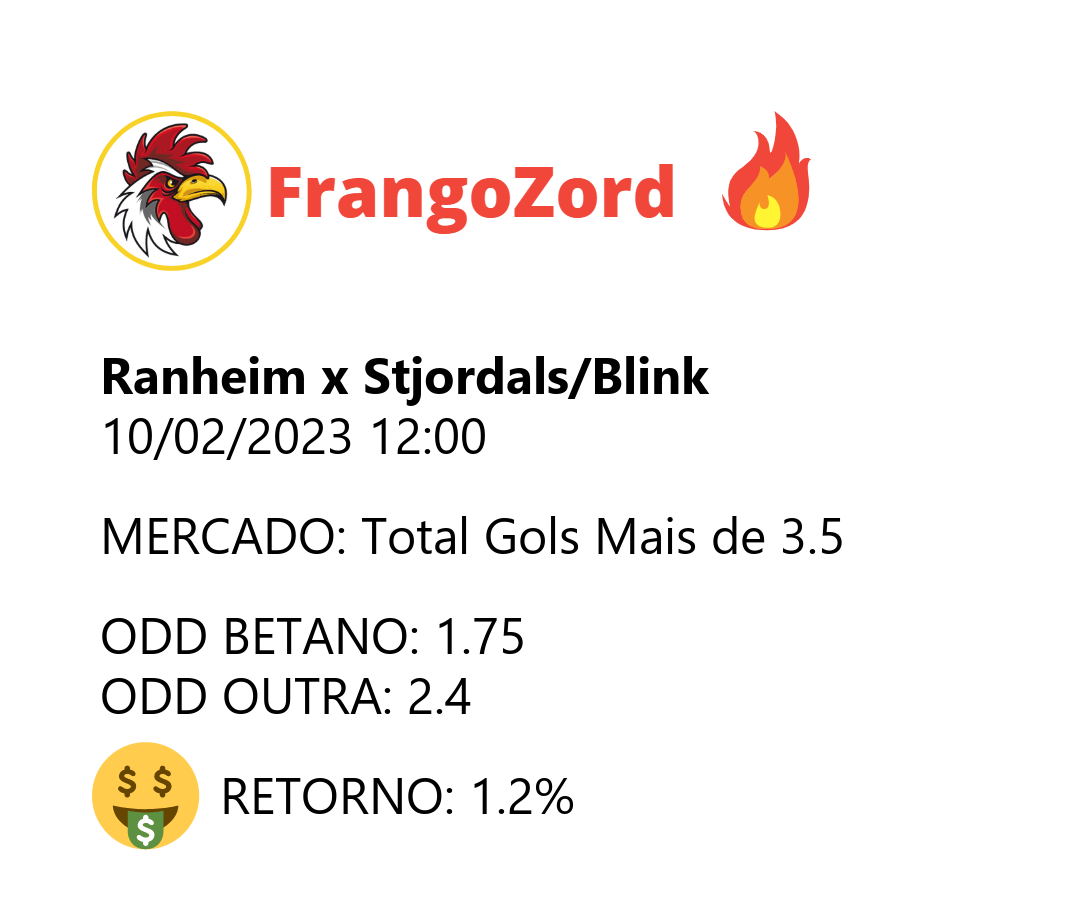 FrangoZord
Ranheim x Stjordals/Blink
10/02/2023 12:00
MERCADO: Total Gols Mais de 3.5
ODD BETANO: 1.75
ODD OUTRA: 2.4
RETORNO: 1.2%